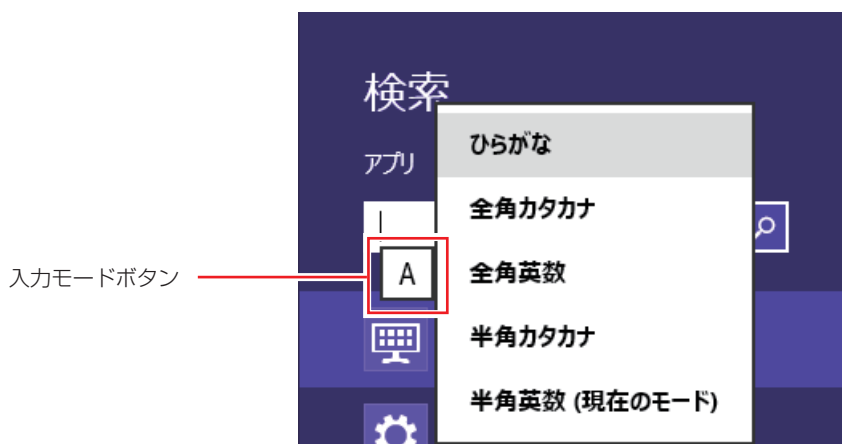 検索
アプリ
ひらがな
全角カタカナ
全角英数
半角カタカナ
半角英数 (現在のモード)
A
入力モードボタン